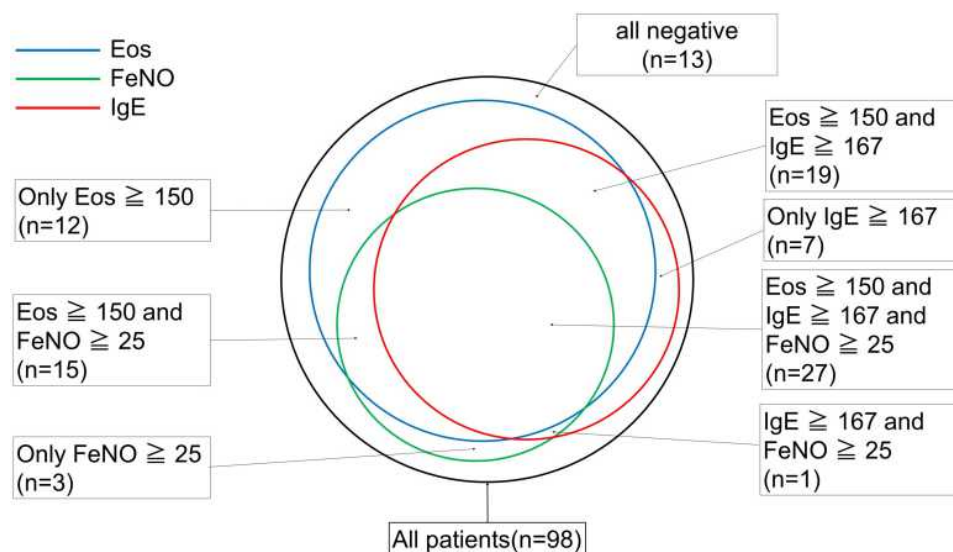 Eos
FeNO
IgE
all negative
(n=13)
Eos ≧ 150 and
IgE ≧ 167
(n=19)
Only Eos ≧ 150
(n=12)
Only IgE ≧ 167
(n=7)
Eos ≧ 150 and
FeNO ≧ 25
(n=15)
Eos ≧ 150 and
IgE ≧ 167 and
FeNO ≧ 25
(n=27)
Only FeNO ≧ 25
(n=3)
IgE ≧ 167 and
FeNO ≧ 25
(n=1)
All patients(n=98)